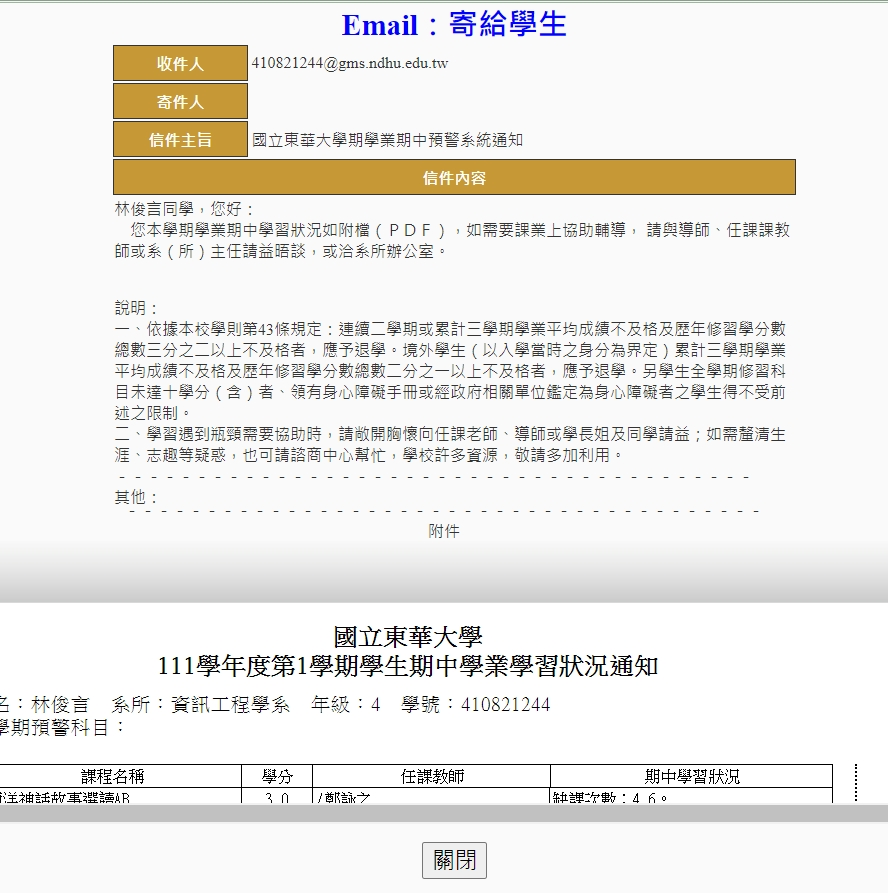 Email：寄給學生
收件人 410821244@gms.ndhu.edu.tw
寄件人
信件主旨 國立東華大學期學業期中預警系統通知
信件內容
林俊言同學，您好：
您本學期學業期中學習狀況如附檔（ＰＤＦ），如需要課業上協助輔導， 請與導師、任課課教
師或系（所）主任請益晤談，或洽系所辦公室。
說明：
一、依據本校學則第43條規定：連續二學期或累計三學期學業平均成績不及格及歷年修習學分數
總數三分之二以上不及格者，應予退學。境外學生（以入學當時之身分為界定）累計三學期學業
平均成績不及格及歷年修習學分數總數二分之一以上不及格者，應予退學。另學生全學期修習科
目未達十學分（含）者、領有身心障礙手冊或經政府相關單位鑑定為身心障礙者之學生得不受前
述之限制。
二、學習遇到瓶頸需要協助時，請敞開胸懷向任課老師、導師或學長姐及同學請益；如需釐清生
涯、志趣等疑惑，也可請諮商中心幫忙，學校許多資源，敬請多加利用。
- - - - - - - - - - - - - - - - - - - - - - - - - - - - - - - - - - - - - - - -
其他：
- - - - - - - - - - - - - - - - - - - - - - - - - - - - - - - - - - - - - - - -
附件
國立東華大學
111學年度第1學期學生期中學業學習狀況通知
名：林俊言 系所：資訊工程學系 年級：4 學號：410821244
學期預警科目：
課程名稱 學分 任課教師 期中學習狀況
洋神話故事選讀AB 3.0 /鄭詠之 缺課次數：4.6。
關閉